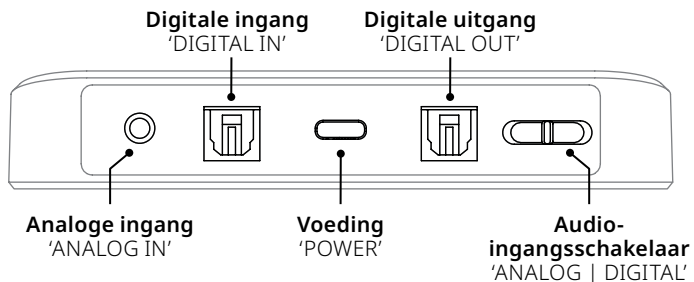 Digitale ingang
‘DIGITAL IN’
Digitale uitgang
‘DIGITAL OUT’
Analoge ingang
‘ANALOG IN’
Voeding
‘POWER’
Audio-
ingangsschakelaar
‘ANALOG | DIGITAL’